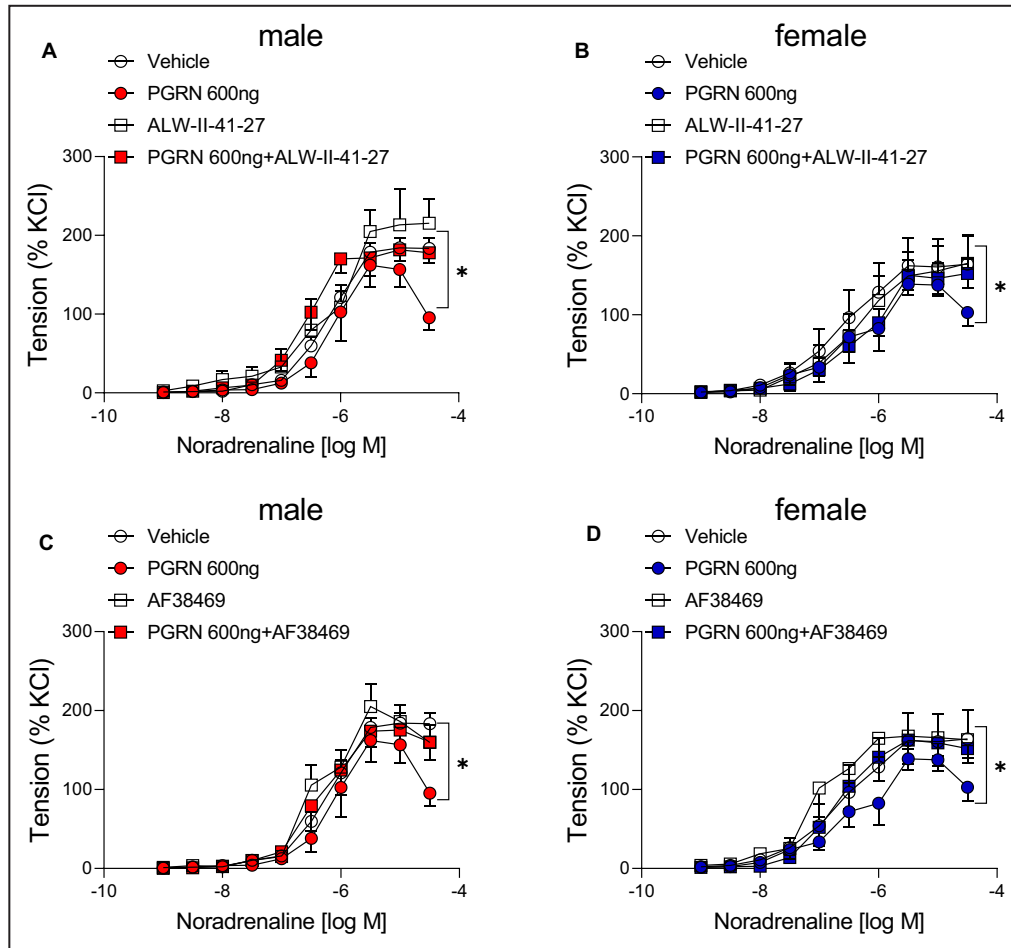 A
male
Vehicle
PGRN 600ng
ALW-II-41-27
PGRN 600ng+ALW-II-41-27
300
200
100
0
Tension (% KCl)
*
-10
-8
-6
-4
Noradrenaline [log M]
B
female
Vehicle
PGRN 600ng
ALW-II-41-27
PGRN 600ng+ALW-II-41-27
300
200
100
0
Tension (% KCl)
*
-10
-8
-6
-4
Noradrenaline [log M]
C
male
Vehicle
PGRN 600ng
AF38469
PGRN 600ng+AF38469
300
200
100
0
Tension (% KCl)
*
-10
-8
-6
-4
Noradrenaline [log M]
D
female
Vehicle
PGRN 600ng
AF38469
PGRN 600ng+AF38469
300
200
100
0
Tension (% KCl)
*
-10
-8
-6
-4
Noradrenaline [log M]